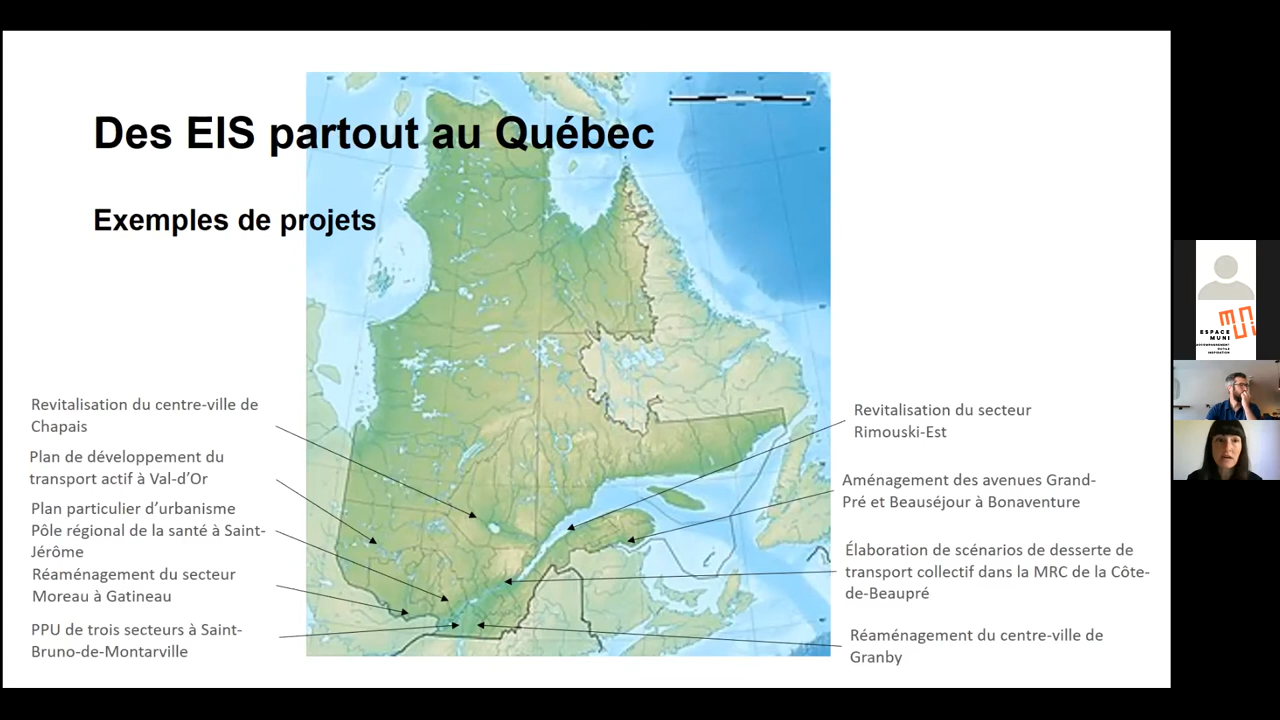 Des EIS partout au Québec
Exemples de projets
Revitalisation du centre-ville de
Chapais
Plan de développement du
transport actif à Val-d'Or
Plan particulier d'urbanisme
Pôle régional de la santé à Saint-
Jérôme
Réaménagement du secteur
Moreau à Gatineau
PPU de trois secteurs à Saint-
Bruno-de-Montarville
Revitalisation du secteur
Rimouski-Est
Aménagement des avenues Grand-
Pré et Beauséjour à Bonaventure
Élaboration de scénarios de desserte de
transport collectif dans la MRC de la Côte-
de-Beaupré
Réaménagement du centre-ville de
Granby
ESPACE
MUNI
ACCOMPAGNEMENT
OUTILS
INSPIRATION